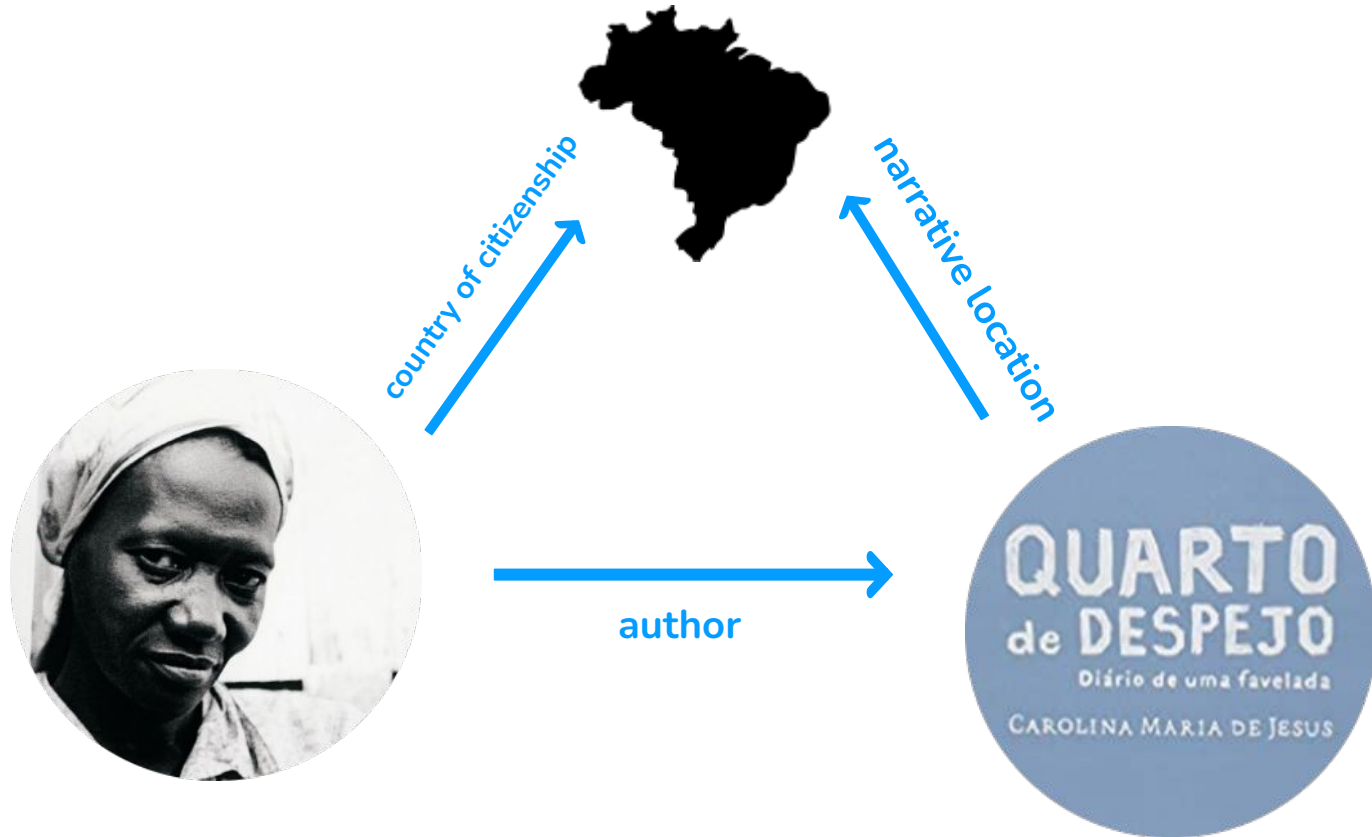 country of citizenship
narrative location
author
QUARTO
de DESPEJO
Diário de uma favelada
CAROLINA MARIA DE JESUS